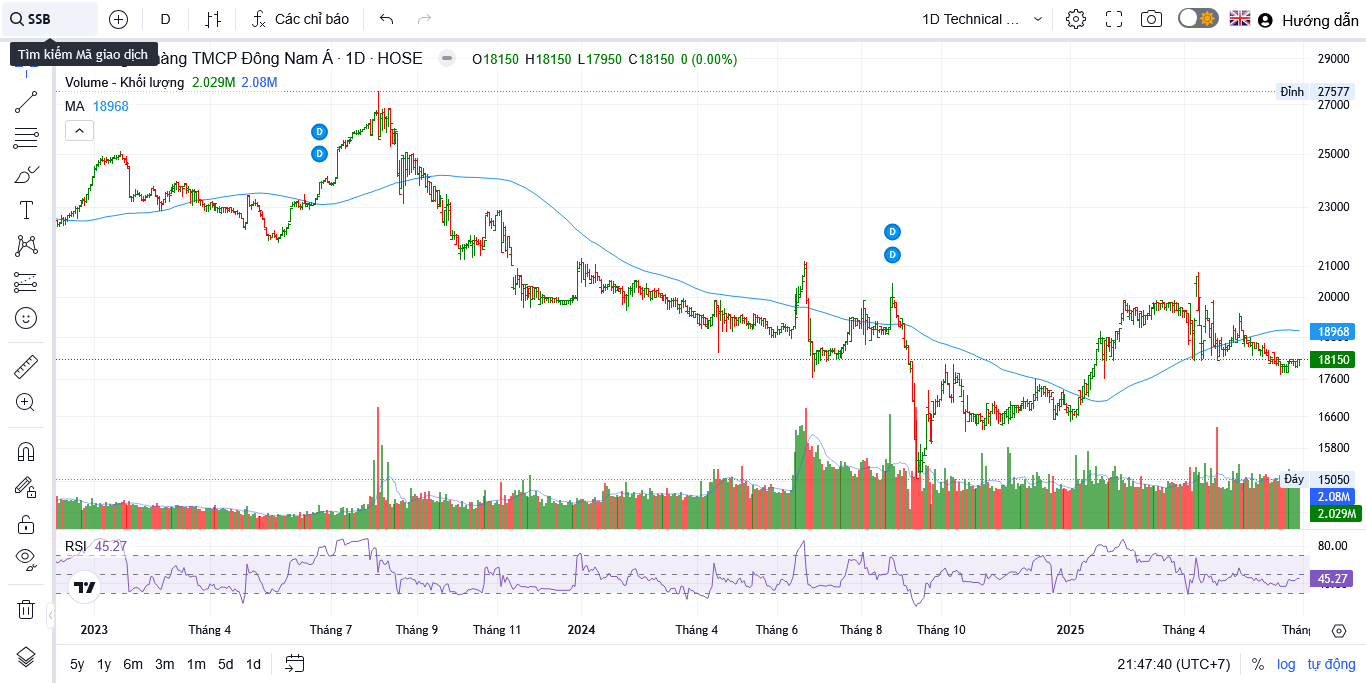 SSB
D
Các chỉ báo
1D Technical ...
Hướng dẫn
Tìm kiếm Mã giao dịch
hàng TMCP Đông Nam Á · 1D · HOSE
O18150 H18150 L17950 C18150 0 (0.00%)
Volume - Khối lượng 2.029M 2.08M
MA 18968
D
D
D
D
29000
Đỉnh 27577
27000
25000
23000
21000
20000
18968
18150
17600
16600
15800
Đáy 15050
2.08M
2.029M
RSI 45.27
80.00
45.27
2023
Tháng 4
Tháng 7
Tháng 9
Tháng 11
2024
Tháng 4
Tháng 6
Tháng 8
Tháng 10
2025
Tháng 4
5y 1y 6m 3m 1m 5d 1d
21:47:40 (UTC+7)
% log tự động